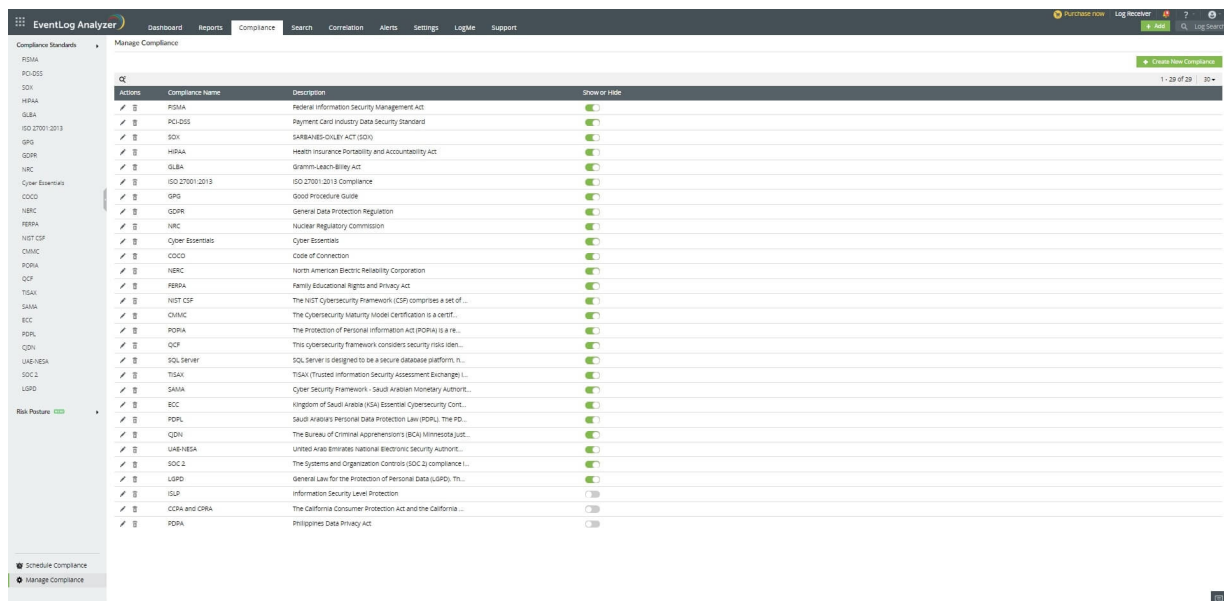 EventLog Analyzer
Dashboard Reports Compliance Search Correlation Alerts Settings LogMe Support
Purchase now Log Receiver ?
+ Add Log Search
Compliance Standards
FISMA
PCI-DSS
SOX
HIPAA
GLBA
ISO 27001:2013
GPG
GDPR
NRC
Cyber Essentials
COCO
NERC
FERPA
NIST CSF
CMMC
POPIA
QCF
TISAX
SAMA
ECC
PDPL
CJDN
UAE-NESA
SOC 2
LGPD
Risk Posture
Schedule Compliance
Manage Compliance
Manage Compliance
+ Create New Compliance
1 - 29 of 29 30
Actions Compliance Name Description Show or Hide
FISMA Federal Information Security Management Act
PCI-DSS Payment Card Industry Data Security Standard
SOX SARBANES-OXLEY ACT (SOX)
HIPAA Health Insurance Portability and Accountability Act
GLBA Gramm-Leach-Bliley Act
ISO 27001:2013 ISO 27001:2013 Compliance
GPG Good Procedure Guide
GDPR General Data Protection Regulation
NRC Nuclear Regulatory Commission
Cyber Essentials Cyber Essentials
COCO Code of Connection
NERC North American Electric Reliability Corporation
FERPA Family Educational Rights and Privacy Act
NIST CSF The NIST Cybersecurity Framework (CSF) comprises a set of ...
CMMC The Cybersecurity Maturity Model Certification is a certif...
POPIA The Protection of Personal Information Act (POPIA) is a re...
QCF This cybersecurity framework considers security risks iden...
SQL Server SQL Server is designed to be a secure database platform, h...
TISAX TISAX (Trusted Information Security Assessment Exchange) i...
SAMA Cyber Security Framework - Saudi Arabian Monetary Authorit...
ECC Kingdom of Saudi Arabia (KSA) Essential Cybersecurity Cont...
PDPL Saudi Arabia's Personal Data Protection Law (PDPL). The PD...
CJDN The Bureau of Criminal Apprehension's (BCA) Minnesota Just...
UAE-NESA United Arab Emirates National Electronic Security Authorit...
SOC 2 The Systems and Organization Controls (SOC 2) compliance i...
LGPD General Law for the Protection of Personal Data (LGPD). Th...
ISLP Information Security Level Protection
CCPA and CPRA The California Consumer Protection Act and the California ...
PDPA Philippines Data Privacy Act